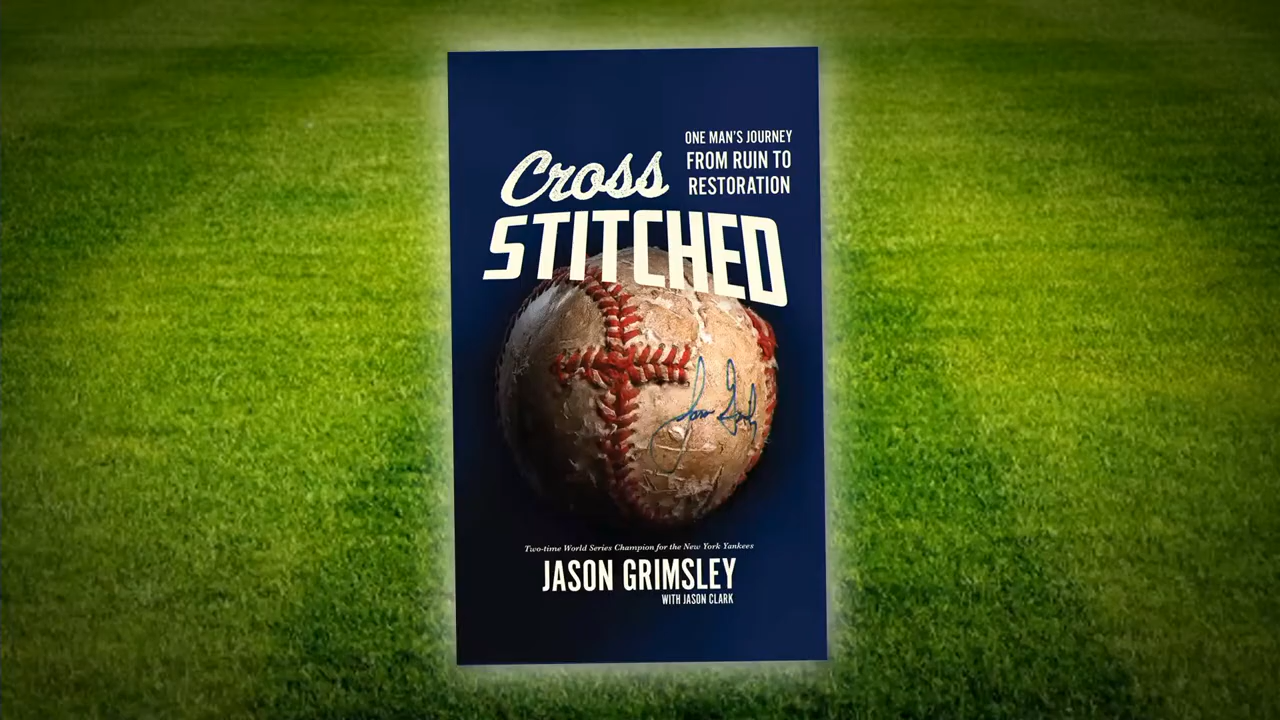 ONE MAN'S JOURNEY
FROM RUIN TO
RESTORATION
Cross
STITCHED
Two-time World Series Champion for the New York Yankees
JASON GRIMSLEY
WITH JASON CLARK